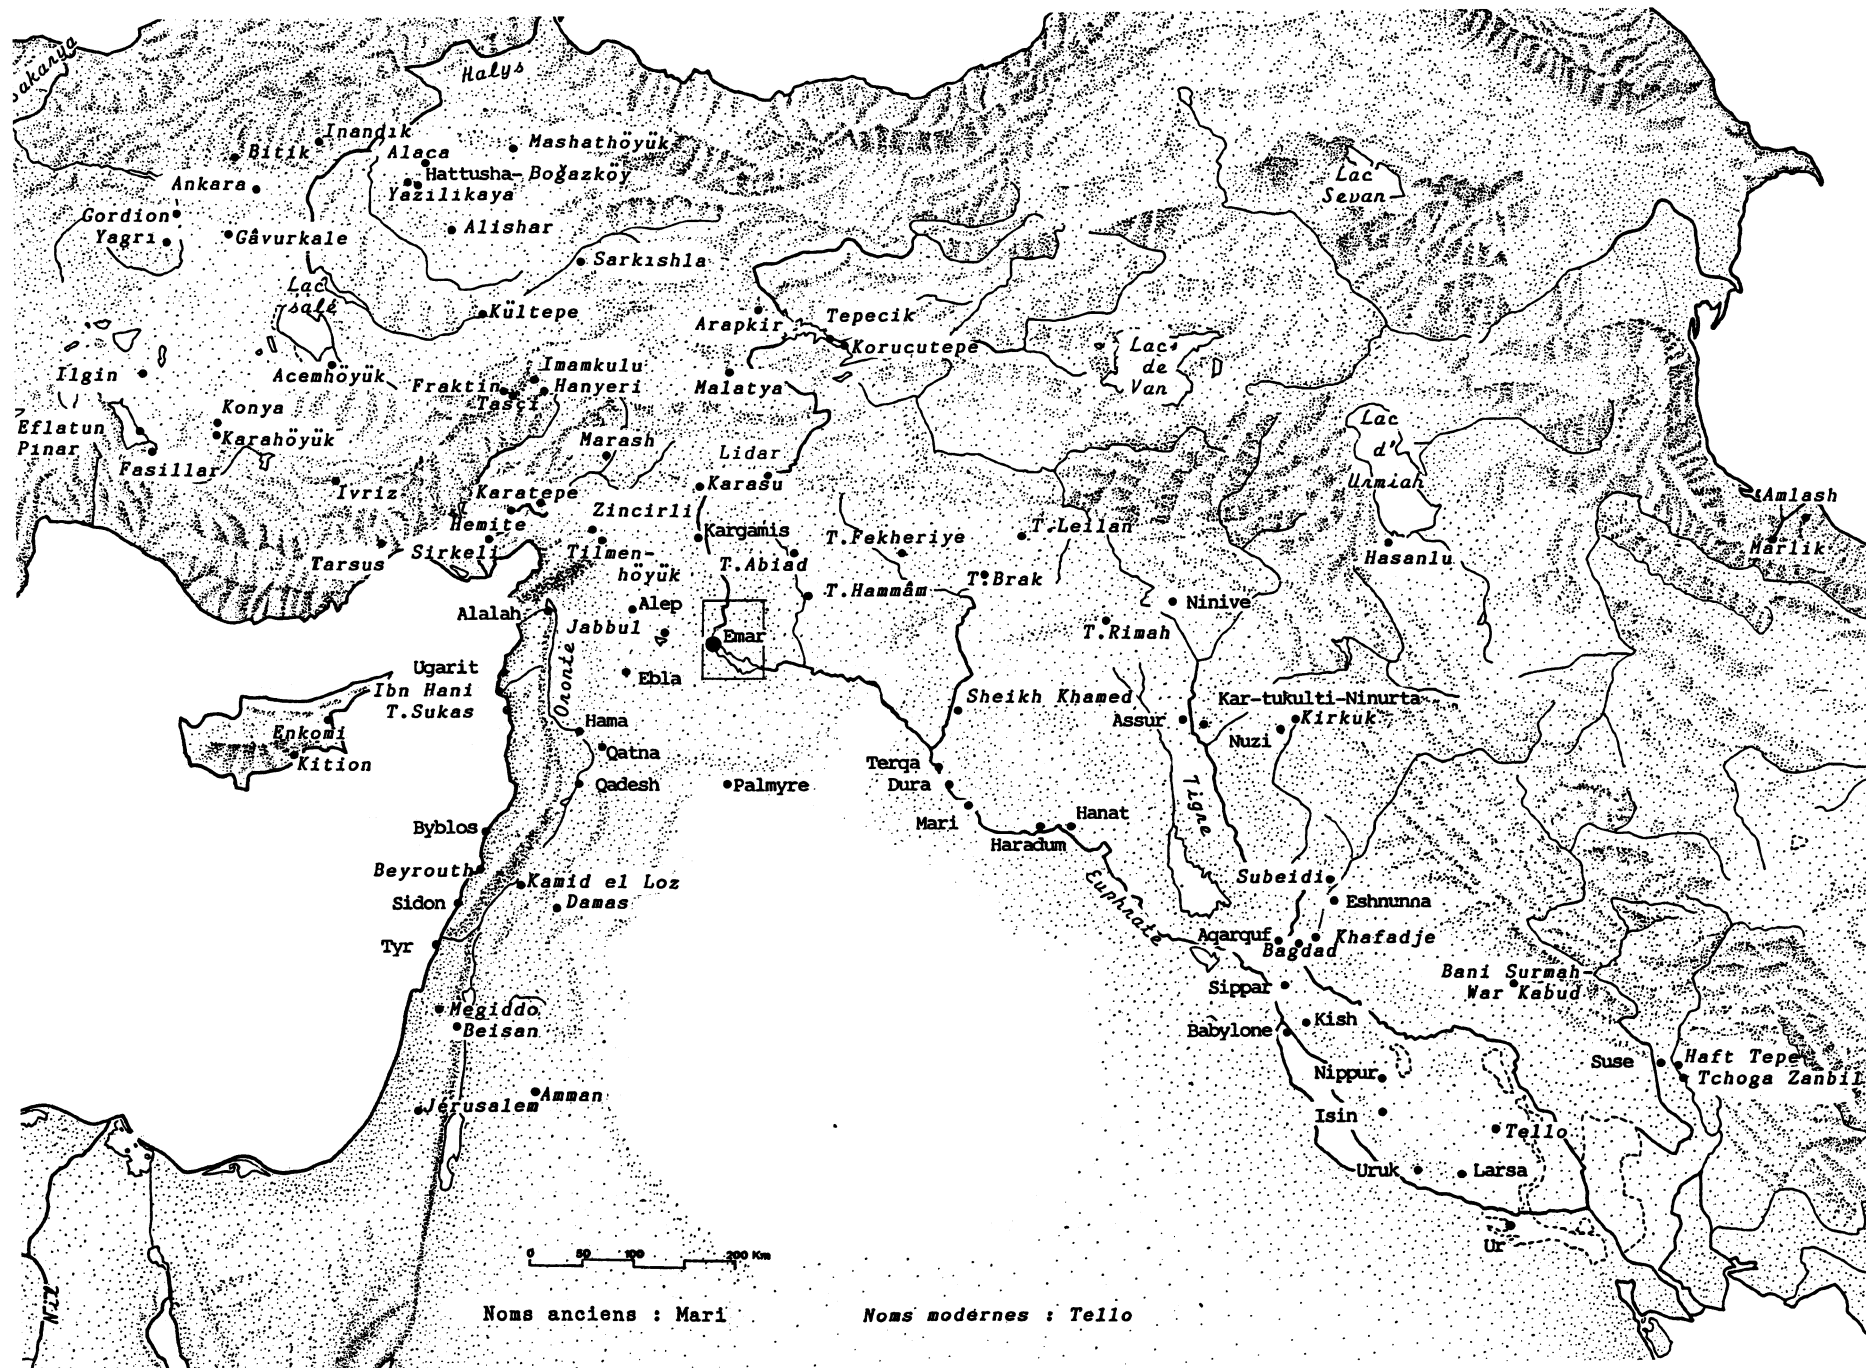 Sakarya
Halys
Inandık
Bitik
Alaca
Mashathöyük
Hattusha-Boğazköy
Yazilikaya
Ankara
Gordion
Yagrı
Gâvurkale
Alishar
Sarkıshla
Lac
Sevan
Lac
salé
Kültepe
Arapkir
Tepecik
Korucutepe
Lac
de
Van
Ilgin
Acemhöyük
Imamkulu
Fraktin
Hanyeri
Tasçi
Malatya
Konya
Karahöyük
Eflatun
Pınar
Fasillar
Marash
Lidar
Karasu
Lac
d'
Urmiah
Ivriz
Karatepe
Zincirli
Hemite
Sirkeli
Tarsus
Tilmen-
höyük
Kargamis
T.Abiad
T.Fekheriye
T.Leilan
Hasanlu
Amlash
Marlik
Alalah
Alep
Jabbul
Emar
T.Hammâm
T.Brak
Ninive
T.Rimah
Ugarit
Ibn Hani
T.Sukas
Ebla
Ononte
Enkomi
Kition
Hama
Qatna
Qadesh
Palmyre
Sheikh Khamed
Assur
Kar-tukulti-Ninurta
Kirkuk
Nuzi
Terqa
Dura
Mari
Hanat
Haradum
Tigre
Euphrate
Byblos
Beyrouth
Sidon
Tyr
Kamid el Loz
Damas
Subeidi
Eshnunna
Aqarquf
Bagdad
Khafadje
Sippar
Bani Surmah-
War Kabud
Megiddo
Beisan
Babylone
Kish
Nippur
Suse
Haft Tepe
Tchoga Zanbil
Amman
Jérusalem
Isin
Tello
Uruk
Larsa
Ur
Nil
0 50 100 200 Km
Noms anciens : Mari
Noms modernes : Tello